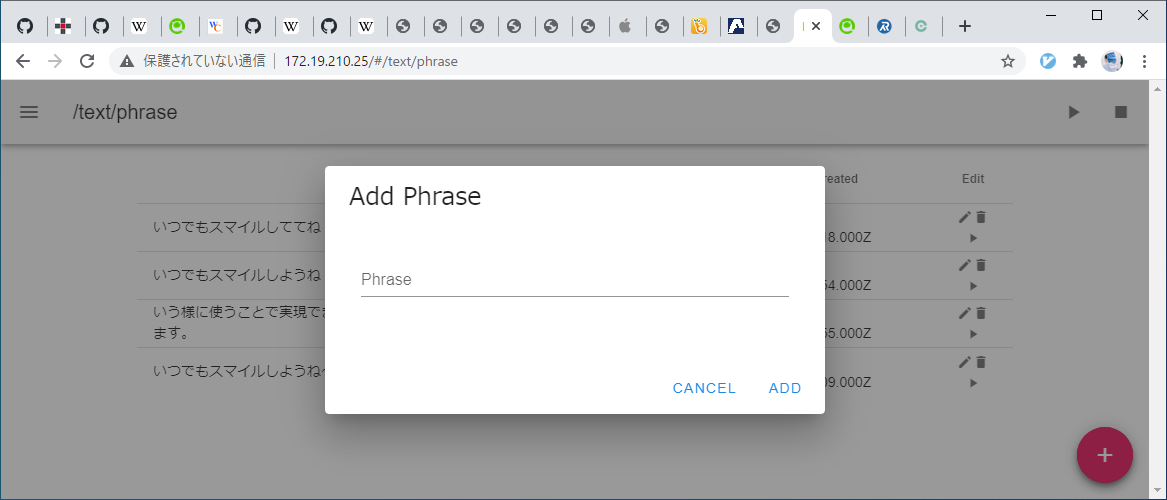 保護されていない通信 172.19.210.25/#/text/phrase
/text/phrase
reated Edit
Add Phrase
いつでもスマイルしててね
18.000Z
いつでもスマイルしようね
54.000Z
Phrase
いう様に使うことで実現でき
ます。
55.000Z
いつでもスマイルしようね
09.000Z
CANCEL ADD